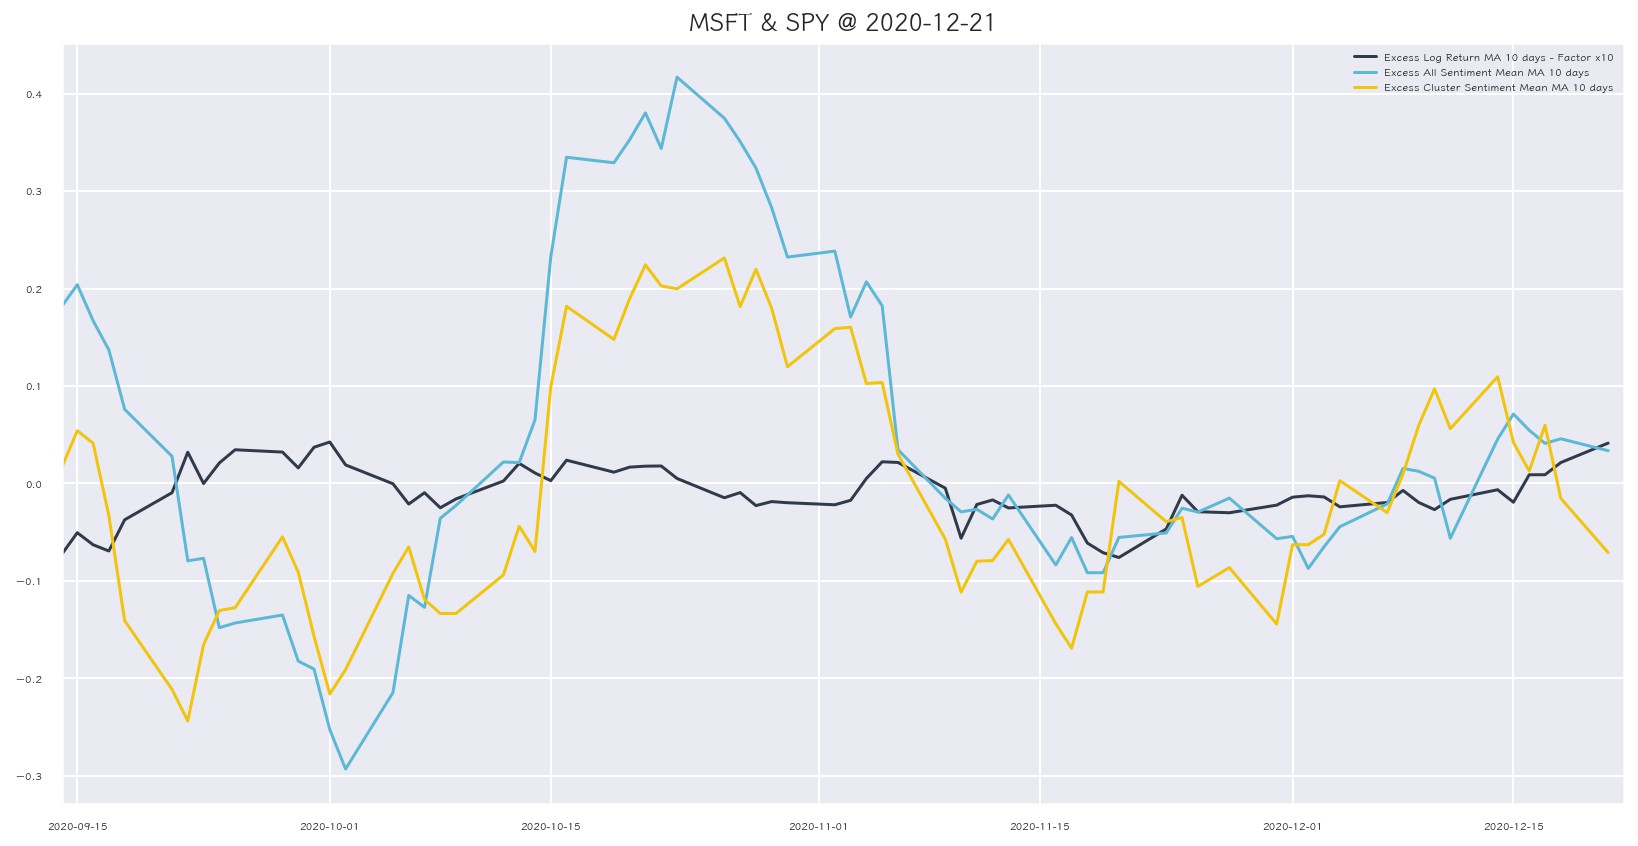 MSFT & SPY @ 2020-12-21
Excess Log Return MA 10 days - Factor x10
Excess All Sentiment Mean MA 10 days
Excess Cluster Sentiment Mean MA 10 days
0.4
0.3
0.2
0.1
0.0
−0.1
−0.2
−0.3
2020-09-15 2020-10-01 2020-10-15 2020-11-01 2020-11-15 2020-12-01 2020-12-15